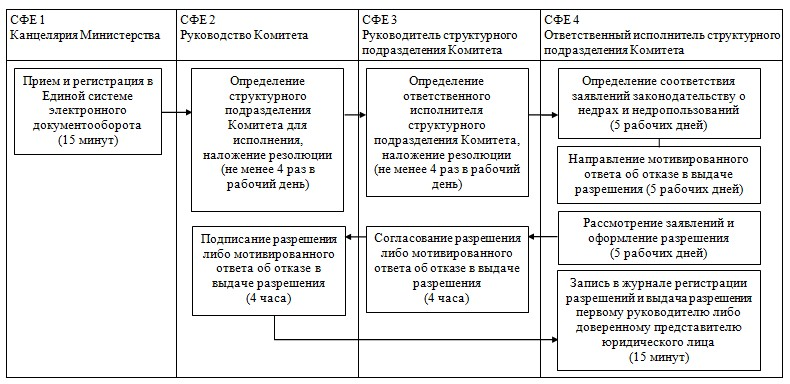 СФЕ 1
Канцелярия Министерства
СФЕ 2
Руководство Комитета
СФЕ 3
Руководитель структурного
подразделения Комитета
СФЕ 4
Ответственный исполнитель структурного
подразделения Комитета
Прием и регистрация в
Единой системе
электронного
документооборота
(15 минут)
Определение
структурного
подразделения
Комитета для
исполнения,
наложение резолюции
(не менее 4 раз в
рабочий день)
Определение
ответственного
исполнителя
структурного
подразделения Комитета,
наложение резолюции
(не менее 4 раз в рабочий
день)
Определение соответствия
заявлений законодательству о
недрах и недропользований
(5 рабочих дней)
Направление мотивированного
ответа об отказе в выдаче
разрешения (5 рабочих дней)
Подписание разрешения
либо мотивированного
ответа об отказе в
выдаче разрешения
(4 часа)
Согласование разрешения
либо мотивированного
ответа об отказе в выдаче
разрешения
(4 часа)
Рассмотрение заявлений и
оформление разрешения
(5 рабочих дней)
Запись в журнале регистрации
разрешений и выдача разрешения
первому руководителю либо
доверенному представителю
юридического лица
(15 минут)